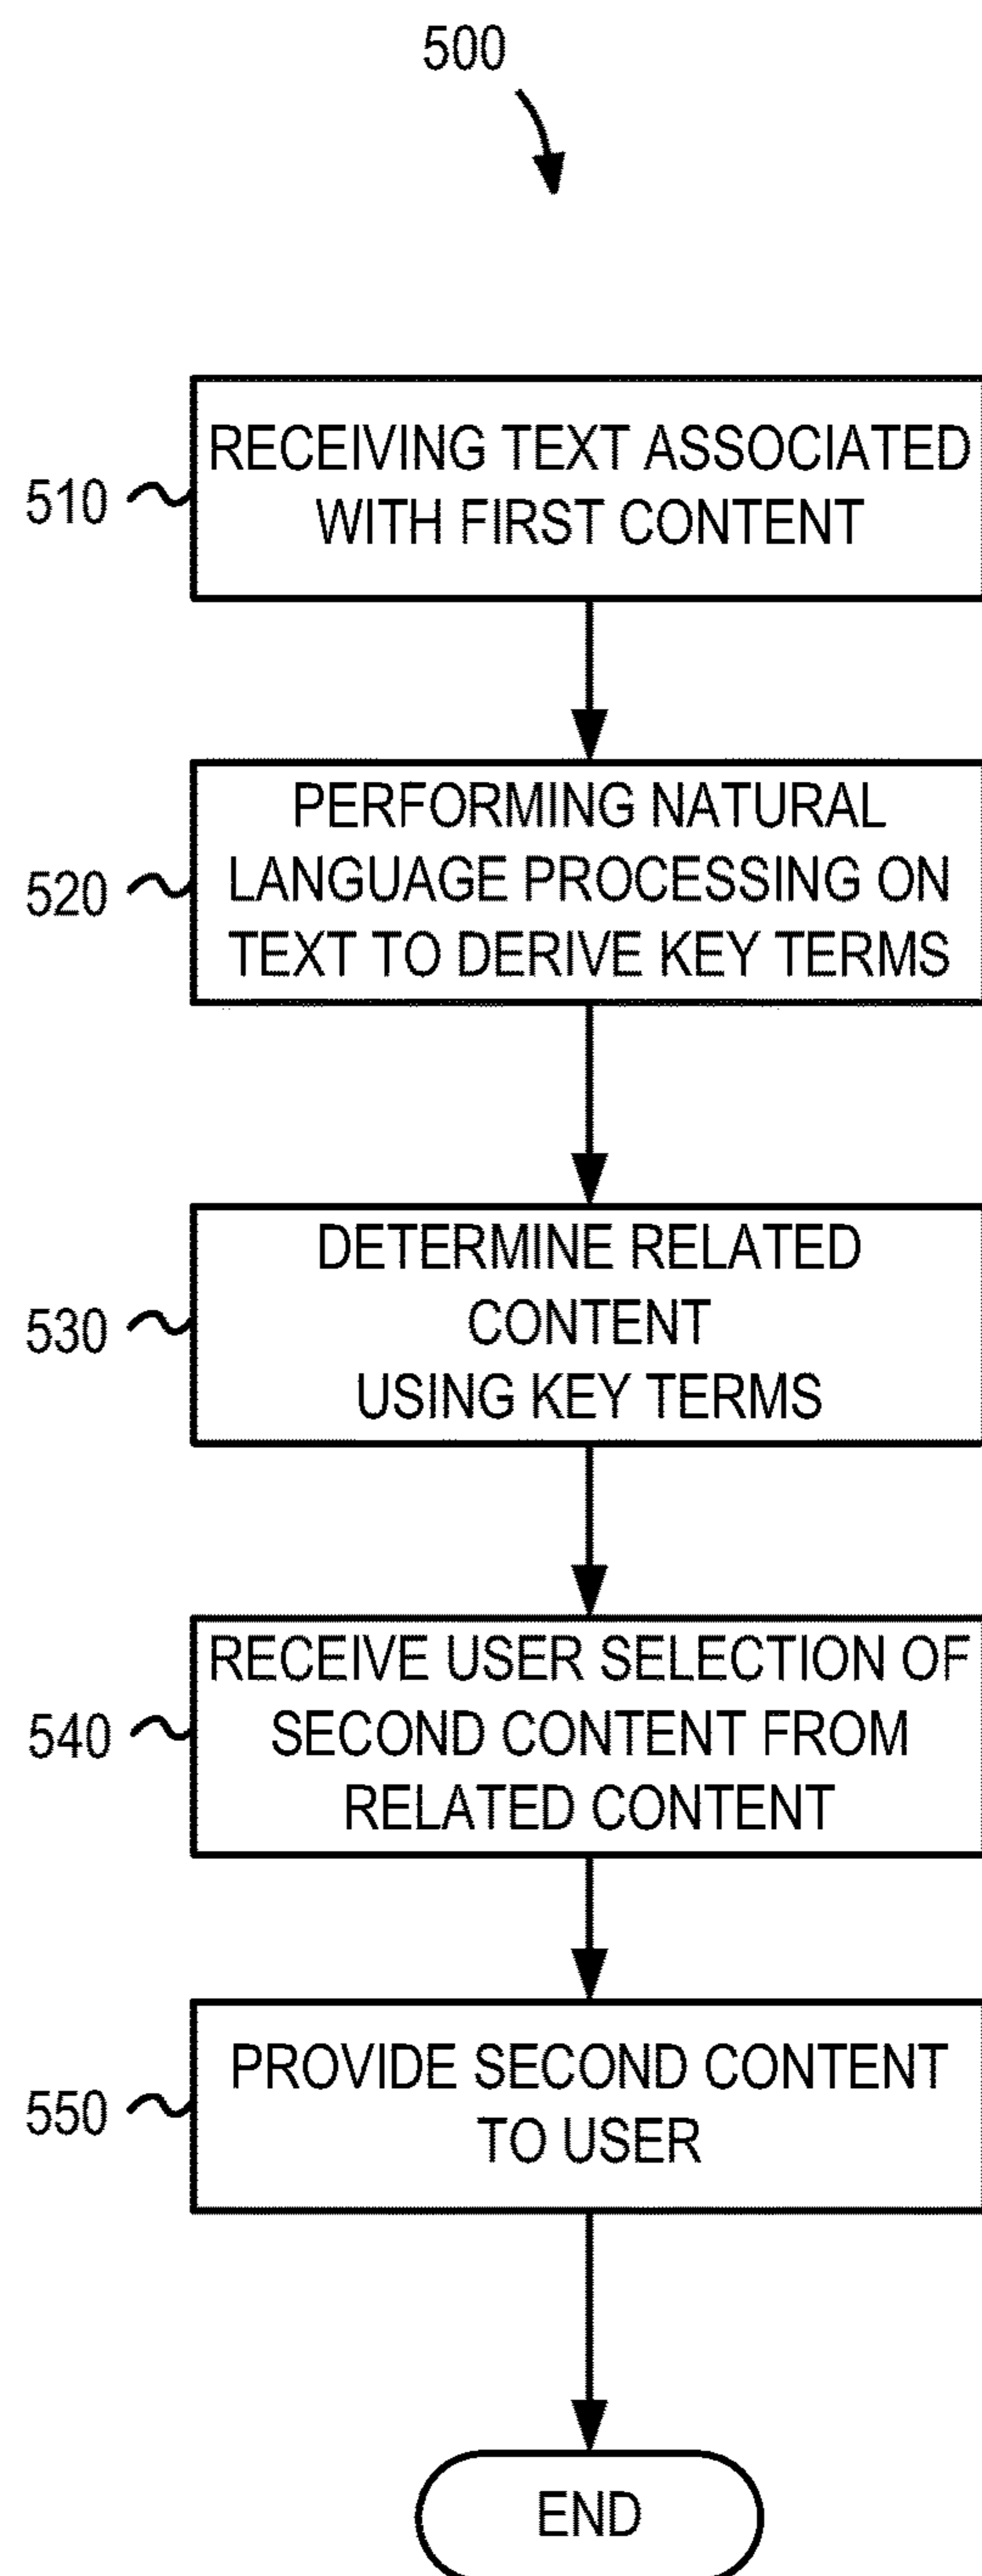 500
510
RECEIVING TEXT ASSOCIATED
WITH FIRST CONTENT
520
PERFORMING NATURAL
LANGUAGE PROCESSING ON
TEXT TO DERIVE KEY TERMS
530
DETERMINE RELATED
CONTENT
USING KEY TERMS
540
RECEIVE USER SELECTION OF
SECOND CONTENT FROM
RELATED CONTENT
550
PROVIDE SECOND CONTENT
TO USER
END